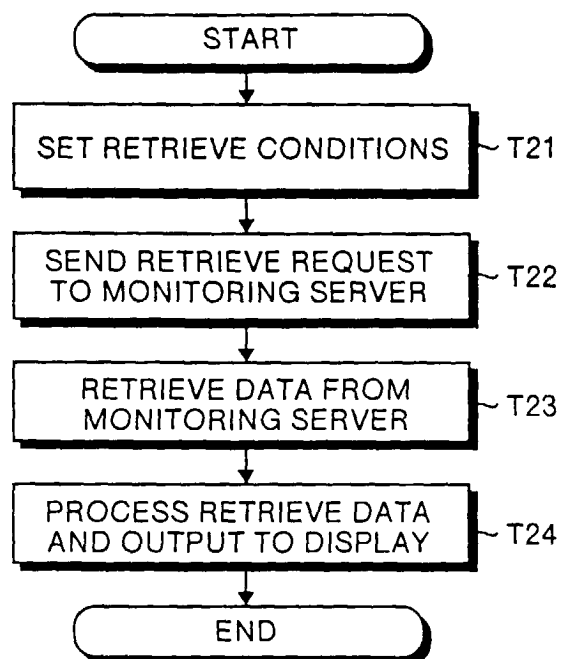 START
SET RETRIEVE CONDITIONS
T21
SEND RETRIEVE REQUEST
TO MONITORING SERVER
T22
RETRIEVE DATA FROM
MONITORING SERVER
T23
PROCESS RETRIEVE DATA
AND OUTPUT TO DISPLAY
T24
END